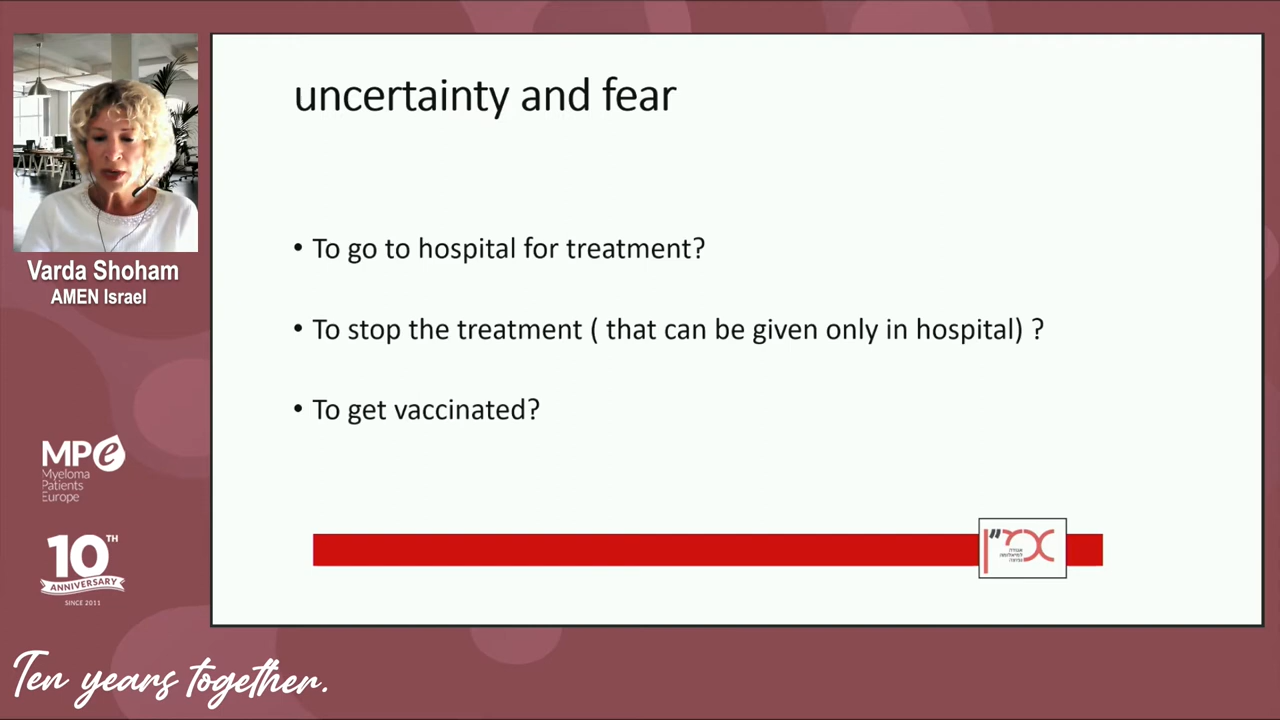 uncertainty and fear
• To go to hospital for treatment?
• To stop the treatment ( that can be given only in hospital) ?
• To get vaccinated?
Varda Shoham
AMEN Israel
MPe
Myeloma
Patients
Europe
10TH
ANNIVERSARY
SINCE 2011
אמ"ן
Ten years together.